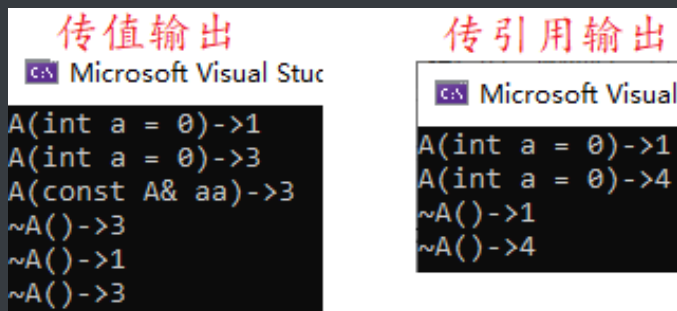 传值输出
Microsoft Visual Stuc
A(int a = 0)->1
A(int a = 0)->3
A(const A& aa)->3
~A()->3
~A()->1
~A()->3
传引用输出
Microsoft Visual
A(int a = 0)->1
A(int a = 0)->4
~A()->1
~A()->4